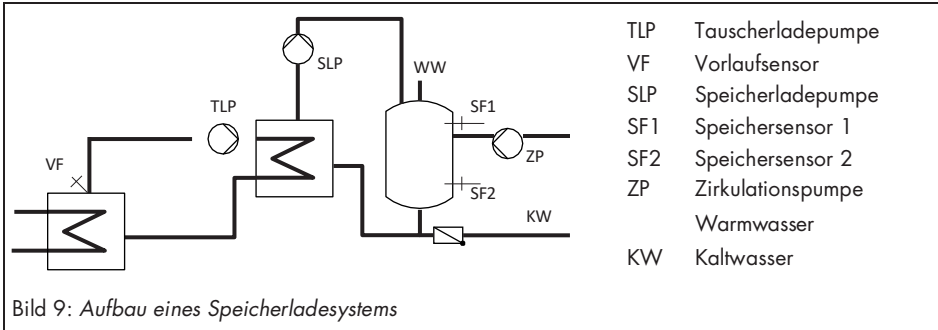 SLP
WW
SF1
TLP
VF
ZP
SF2
KW
TLP Tauscherladepumpe
VF Vorlaufsensor
SLP Speicherladepumpe
SF1 Speichersensor 1
SF2 Speichersensor 2
ZP Zirkulationspumpe
Warmwasser
KW Kaltwasser
Bild 9: Aufbau eines Speicherladesystems